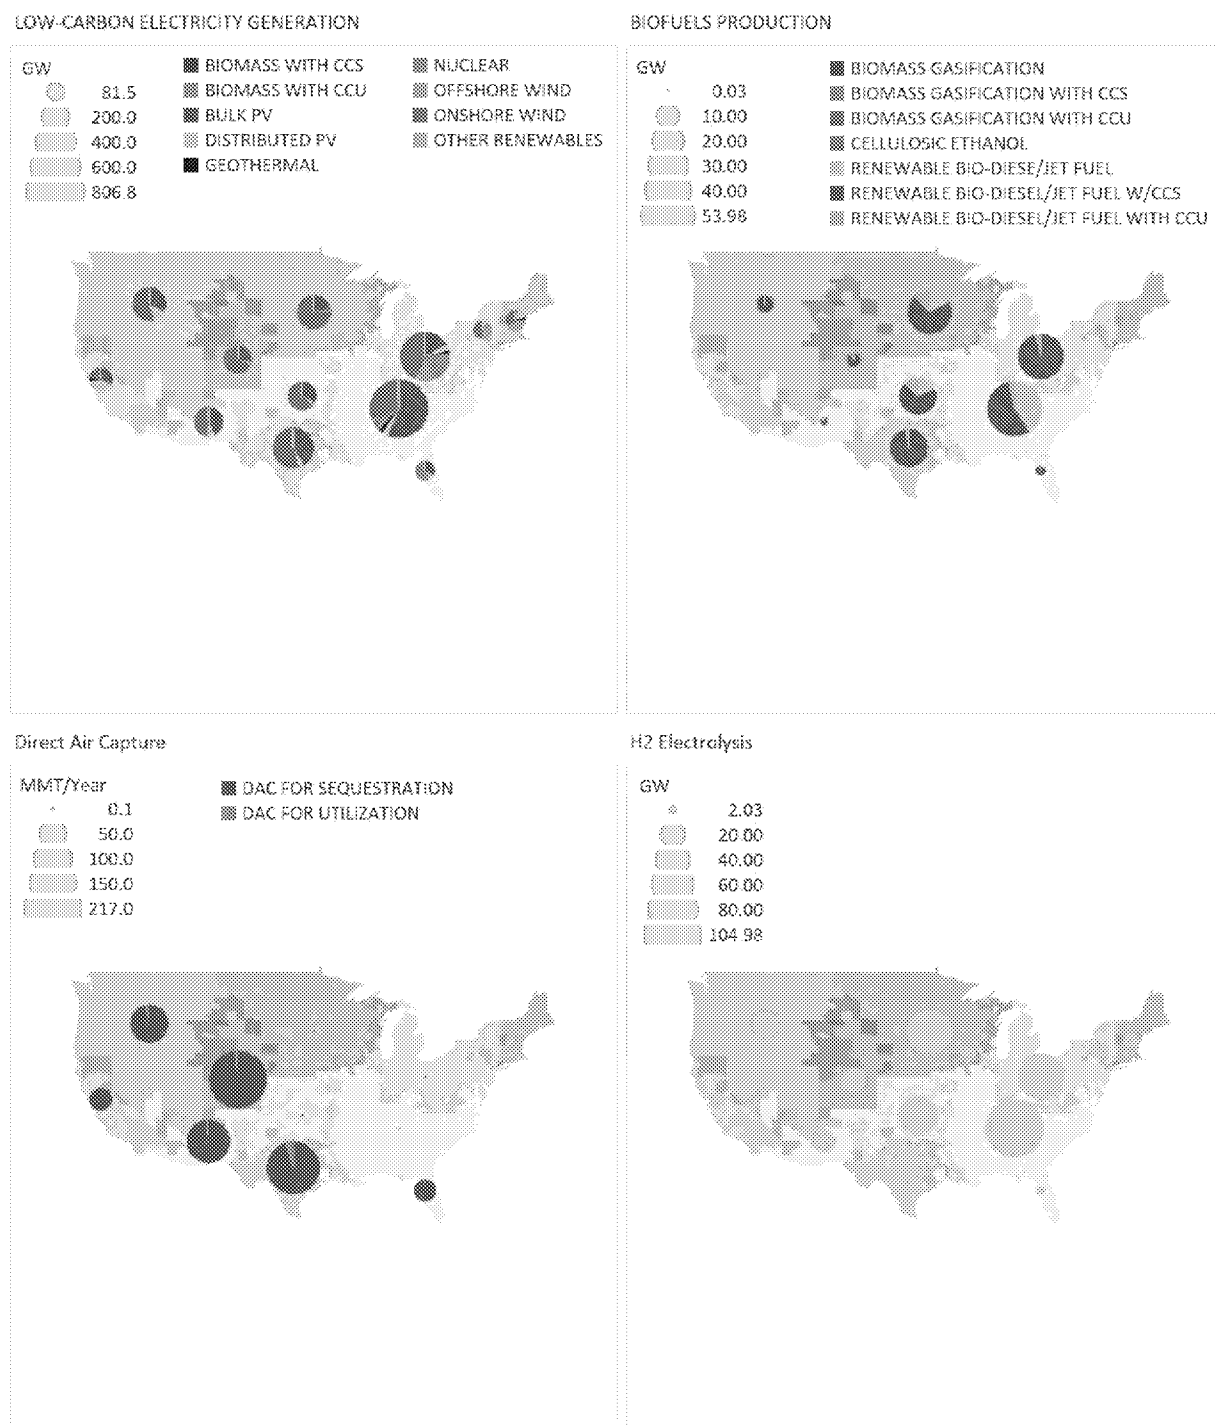 LOW-CARBON ELECTRICITY GENERATION
GW
81.5
200.0
400.0
600.0
806.8
BIOMASS WITH CCS
BIOMASS WITH CCU
BULK PV
DISTRIBUTED PV
GEOTHERMAL
NUCLEAR
OFFSHORE WIND
ONSHORE WIND
OTHER RENEWABLES
BIOFUELS PRODUCTION
GW
0.03
10.00
20.00
30.00
40.00
53.98
BIOMASS GASIFICATION
BIOMASS GASIFICATION WITH CCS
BIOMASS GASIFICATION WITH CCU
CELLULOSIC ETHANOL
RENEWABLE BIO-DIESE/JET FUEL
RENEWABLE BIO-DIESEL/JET FUEL W/CCS
RENEWABLE BIO-DIESEL/JET FUEL WITH CCU
Direct Air Capture
MMT/Year
0.1
50.0
100.0
150.0
217.0
DAC FOR SEQUESTRATION
DAC FOR UTILIZATION
H2 Electrolysis
GW
2.03
20.00
40.00
60.00
80.00
104.98